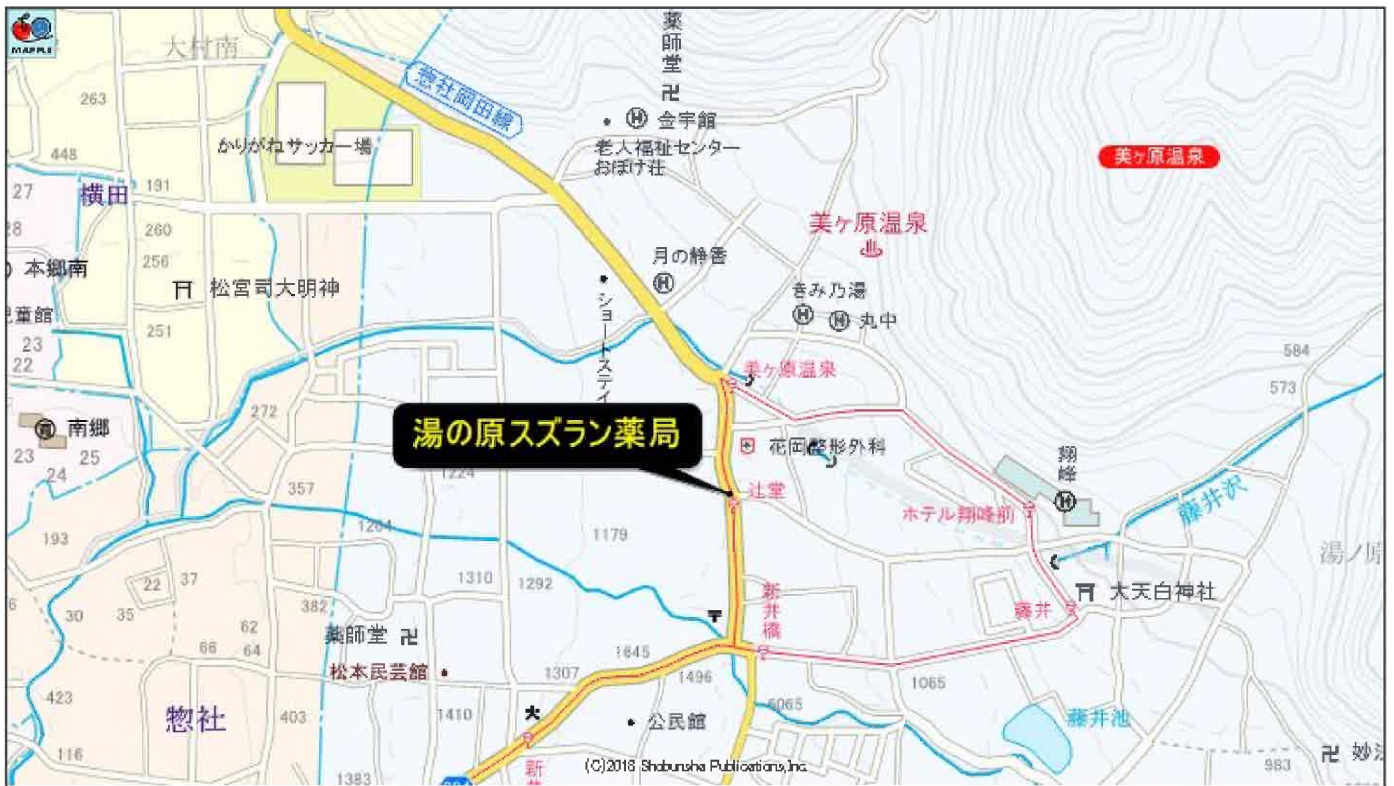 MAPPLE
大村南
薬師堂
惣社岡田線
263
金宇館
かりがねサッカー場
老人福祉センター
おぼけ荘
448
美ヶ原温泉
27
191
横田
28
260
美ヶ原温泉
256
本郷南
月の静香
松宮司大明神
きみ乃湯
丸中
児童館
251
23
22
ショートステイ
584
573
美ヶ原温泉
272
南郷
湯の原スズラン薬局
花岡整形外科
翔峰
23
24
25
1224
357
辻堂
ホテル翔峰前
藤井沢
1264
193
1179
湯ノ原
22
37
1310
1292
30
35
382
新井橋
藤井
大天白神社
62
66
64
薬師堂
1645
松本民芸館
1307
1496
1065
423
惣社
403
1410
6065
藤井池
公民館
116
新井
1383
983
(C)2018 Shobunsha Publications,Inc.